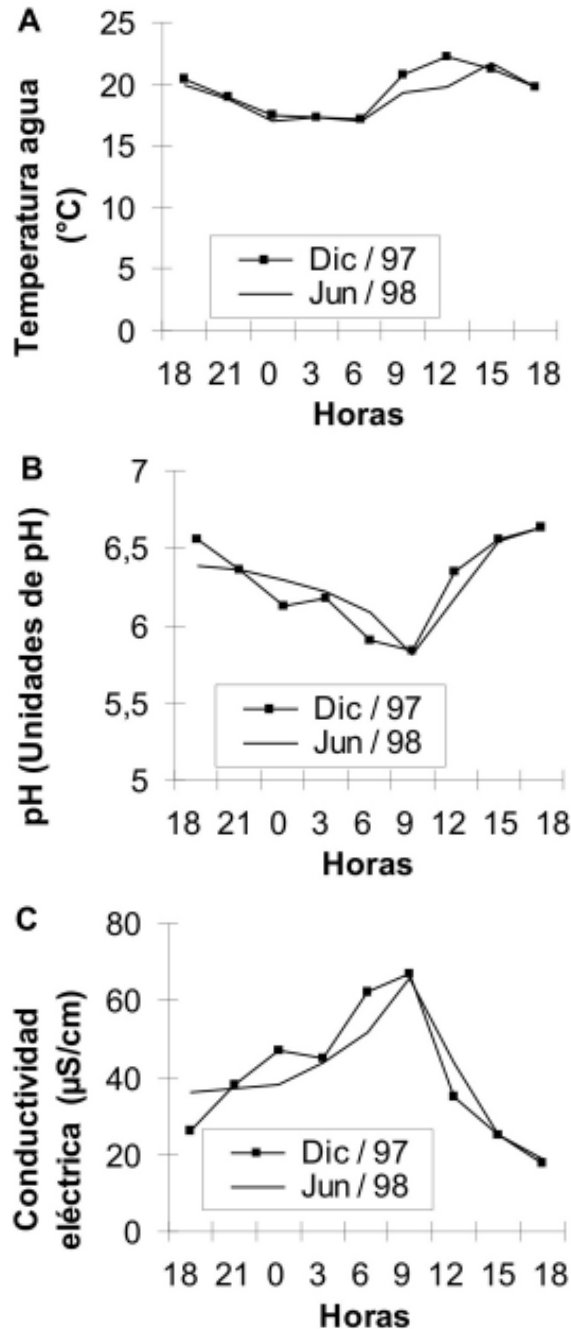 A
Temperatura agua
(°C)
25
20
15
10
5
0
Dic / 97
Jun / 98
18 21 0 3 6 9 12 15 18
Horas
B
pH (Unidades de pH)
7
6,5
6
5,5
5
Dic / 97
Jun / 98
18 21 0 3 6 9 12 15 18
Horas
C
Conductividad
eléctrica (µS/cm)
80
60
40
20
0
Dic / 97
Jun / 98
18 21 0 3 6 9 12 15 18
Horas